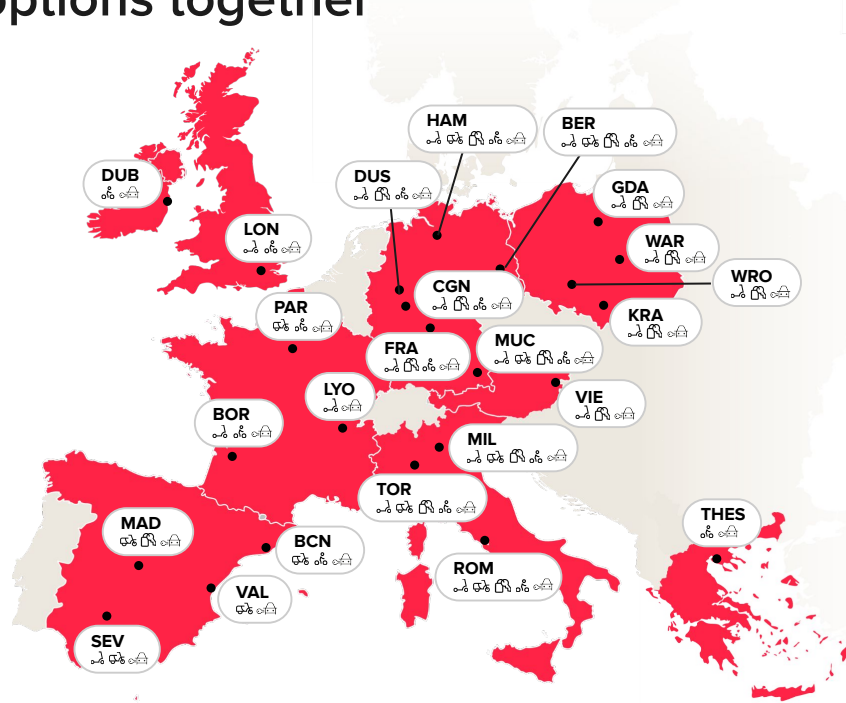 options together
HAM
BER
DUB
DUS
GDA
LON
WAR
WRO
CGN
PAR
KRA
FRA
MUC
LYO
VIE
BOR
MIL
TOR
THES
MAD
BCN
ROM
VAL
SEV